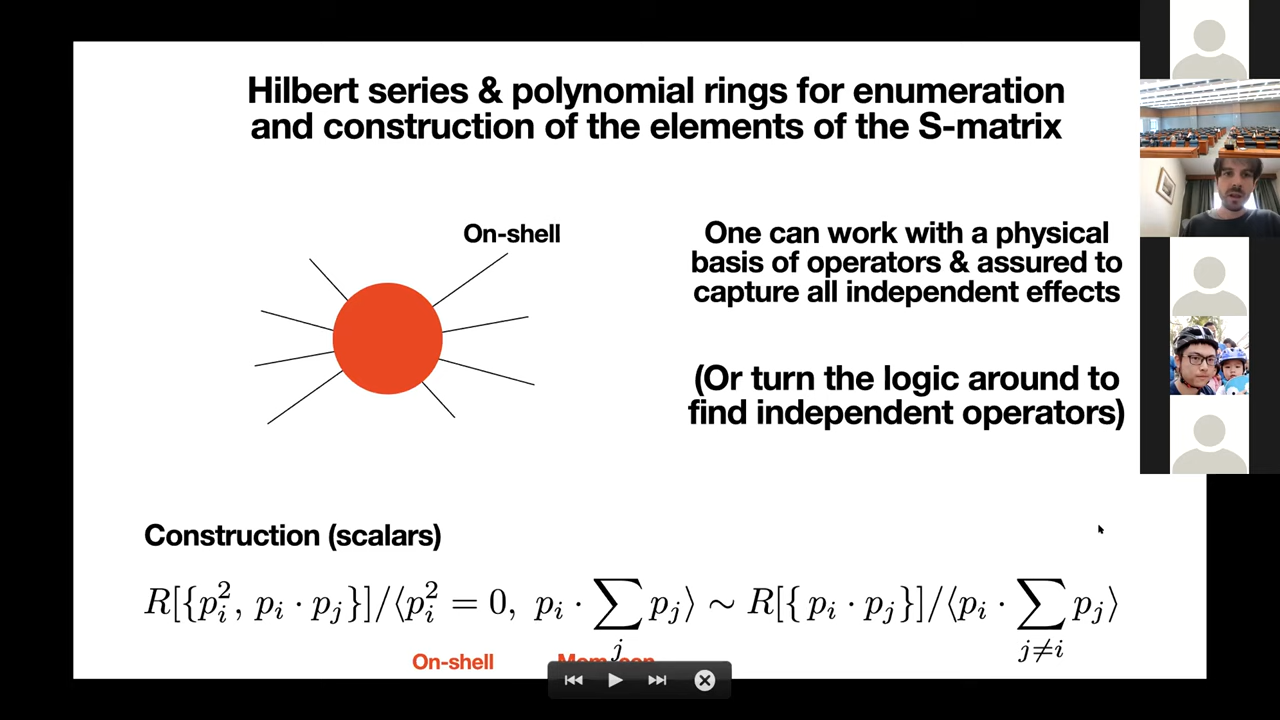 Hilbert series & polynomial rings for enumeration
and construction of the elements of the S-matrix
On-shell
One can work with a physical
basis of operators & assured to
capture all independent effects
(Or turn the logic around to
find independent operators)
Construction (scalars)
R[{p_i^2, p_i · p_j}]/⟨p_i^2 = 0, p_i · ∑_j p_j⟩ ∼ R[{ p_i · p_j}]/⟨p_i · ∑_{j≠i} p_j⟩
On-shell